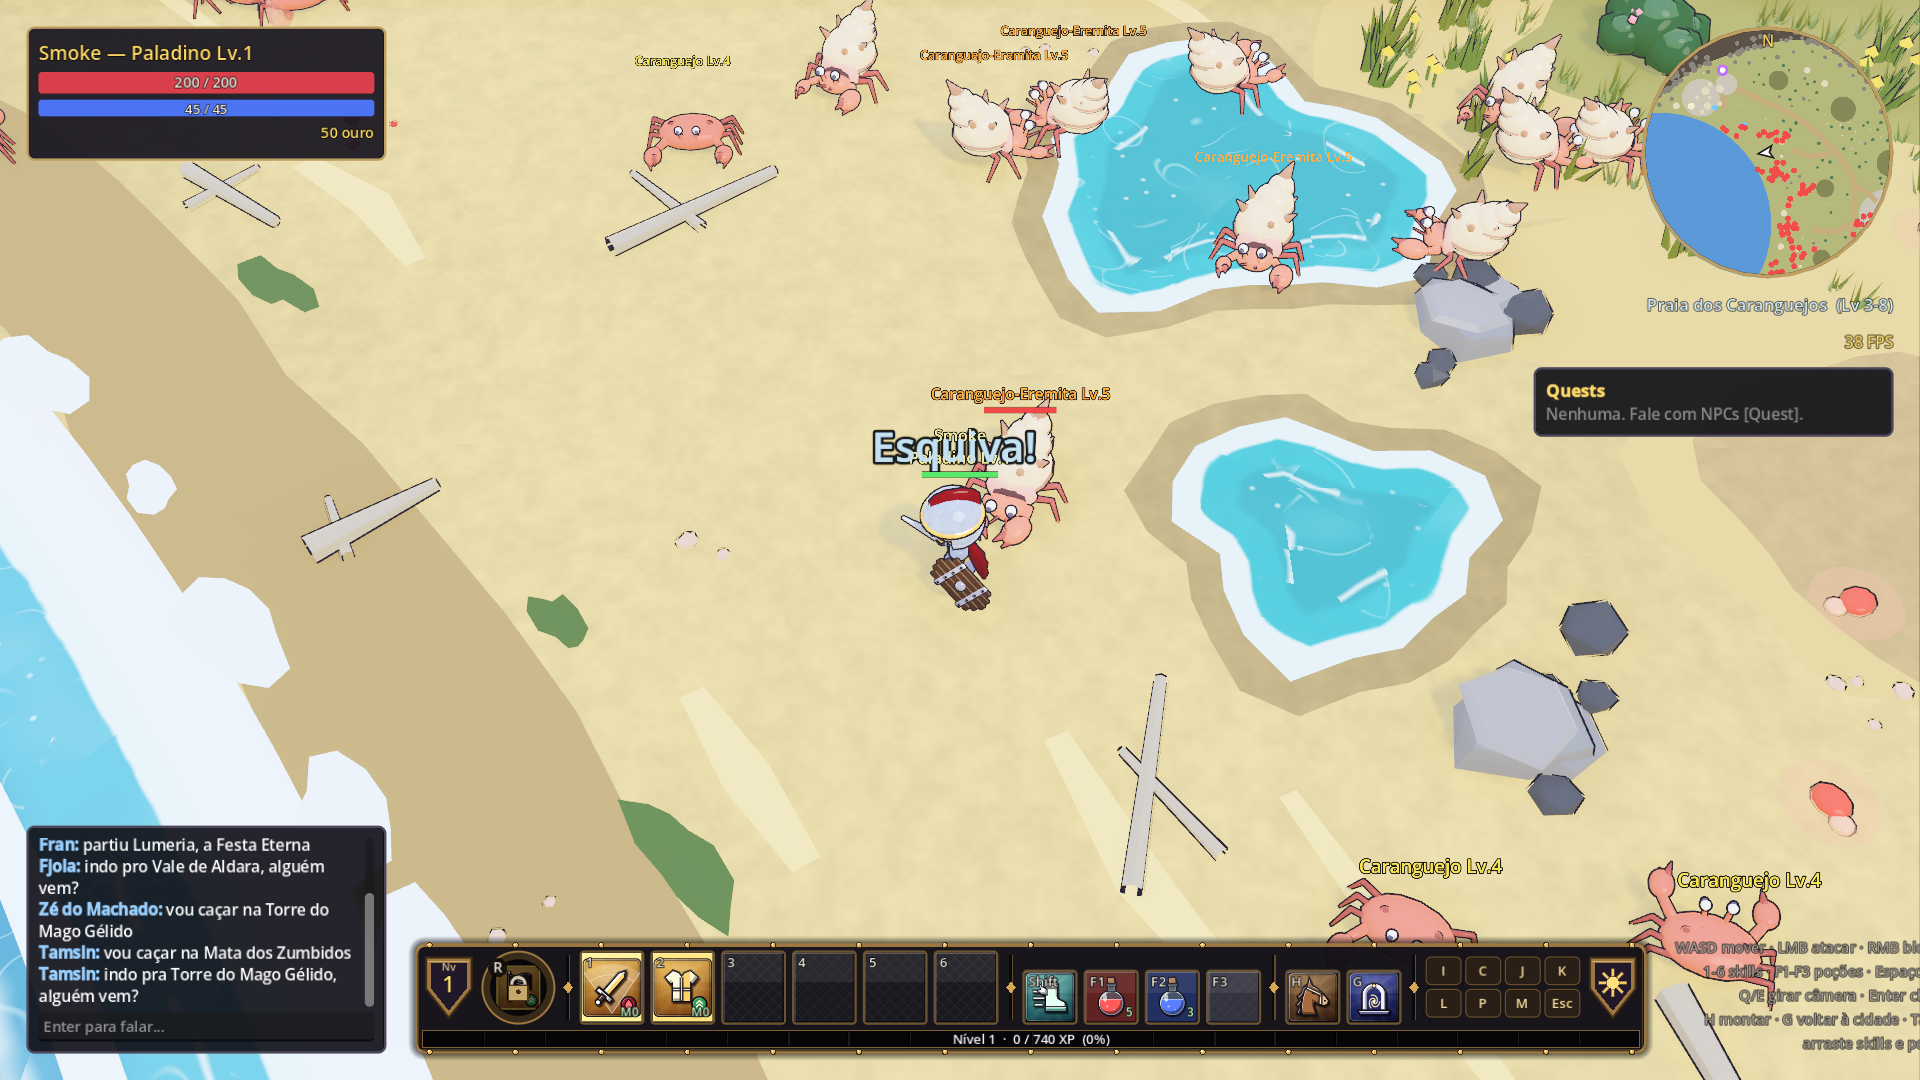 Smoke — Paladino Lv.1
200 / 200
45 / 45
50 ouro
Caranguejo Lv.4
Caranguejo-Eremita Lv.5
Caranguejo-Eremita Lv.5
Caranguejo-Eremita Lv.5
N
Praia dos Caranguejos (Lv 3-8)
38 FPS
Quests
Nenhuma. Fale com NPCs [Quest].
Caranguejo-Eremita Lv.5
Smoke
Esquiva!
Caranguejo Lv.4
Caranguejo Lv.4
Fran: partiu Lumeria, a Festa Eterna
Fjola: indo pro Vale de Aldara, alguém
vem?
Zé do Machado: vou caçar na Torre do
Mago Gélido
Tamsin: vou caçar na Mata dos Zumbidos
Tamsin: indo pra Torre do Mago Gélido,
alguém vem?
Enter para falar...
Nv
1
R
1
M0
2
M0
3
4
5
6
Shift
F1
5
F2
3
F3
H
G
I
C
J
K
L
P
M
Esc
Nível 1 · 0 / 740 XP (0%)
WASD mover · LMB atacar · RMB
1-6 skills · F1-F3 poções ·
Q/E girar câmera · Enter
H montar · G voltar à cidade ·
arraste skills e